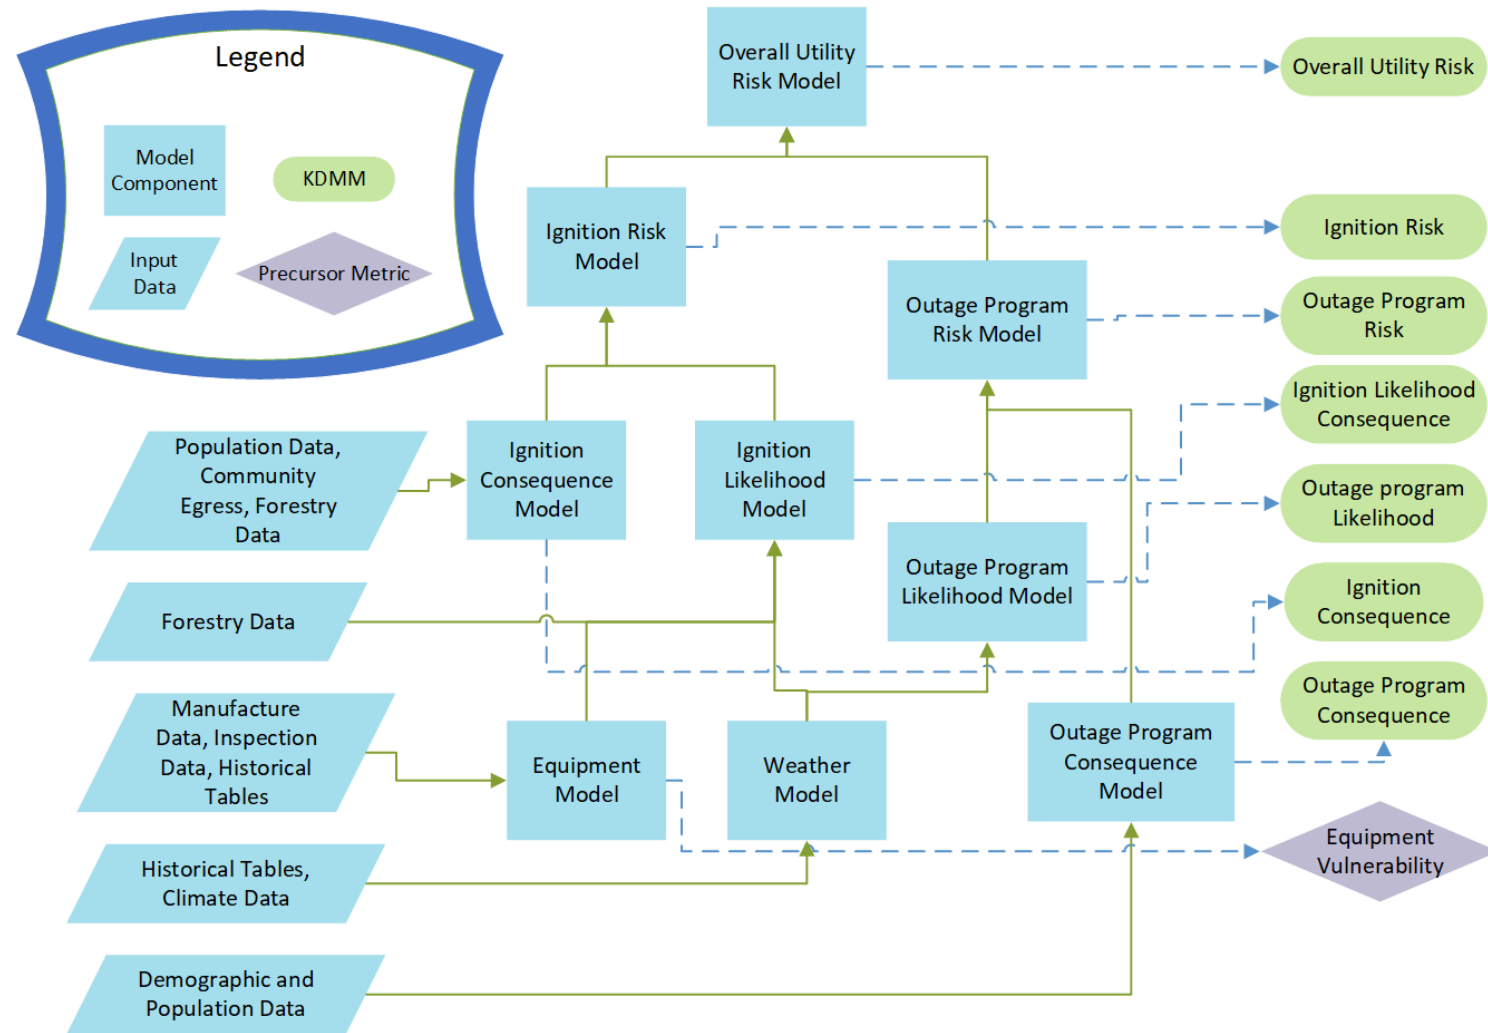 Legend
Model
Component
KDMM
Input
Data
Precursor Metric
Overall Utility
Risk Model
Overall Utility Risk
Ignition Risk
Model
Ignition Risk
Outage Program
Risk Model
Outage Program
Risk
Ignition Likelihood
Consequence
Population Data,
Community
Egress, Forestry
Data
Ignition
Consequence
Model
Ignition
Likelihood
Model
Outage program
Likelihood
Outage Program
Likelihood Model
Ignition
Consequence
Forestry Data
Outage Program
Consequence
Manufacture
Data, Inspection
Data, Historical
Tables
Equipment
Model
Weather
Model
Outage Program
Consequence
Model
Equipment
Vulnerability
Historical Tables,
Climate Data
Demographic and
Population Data